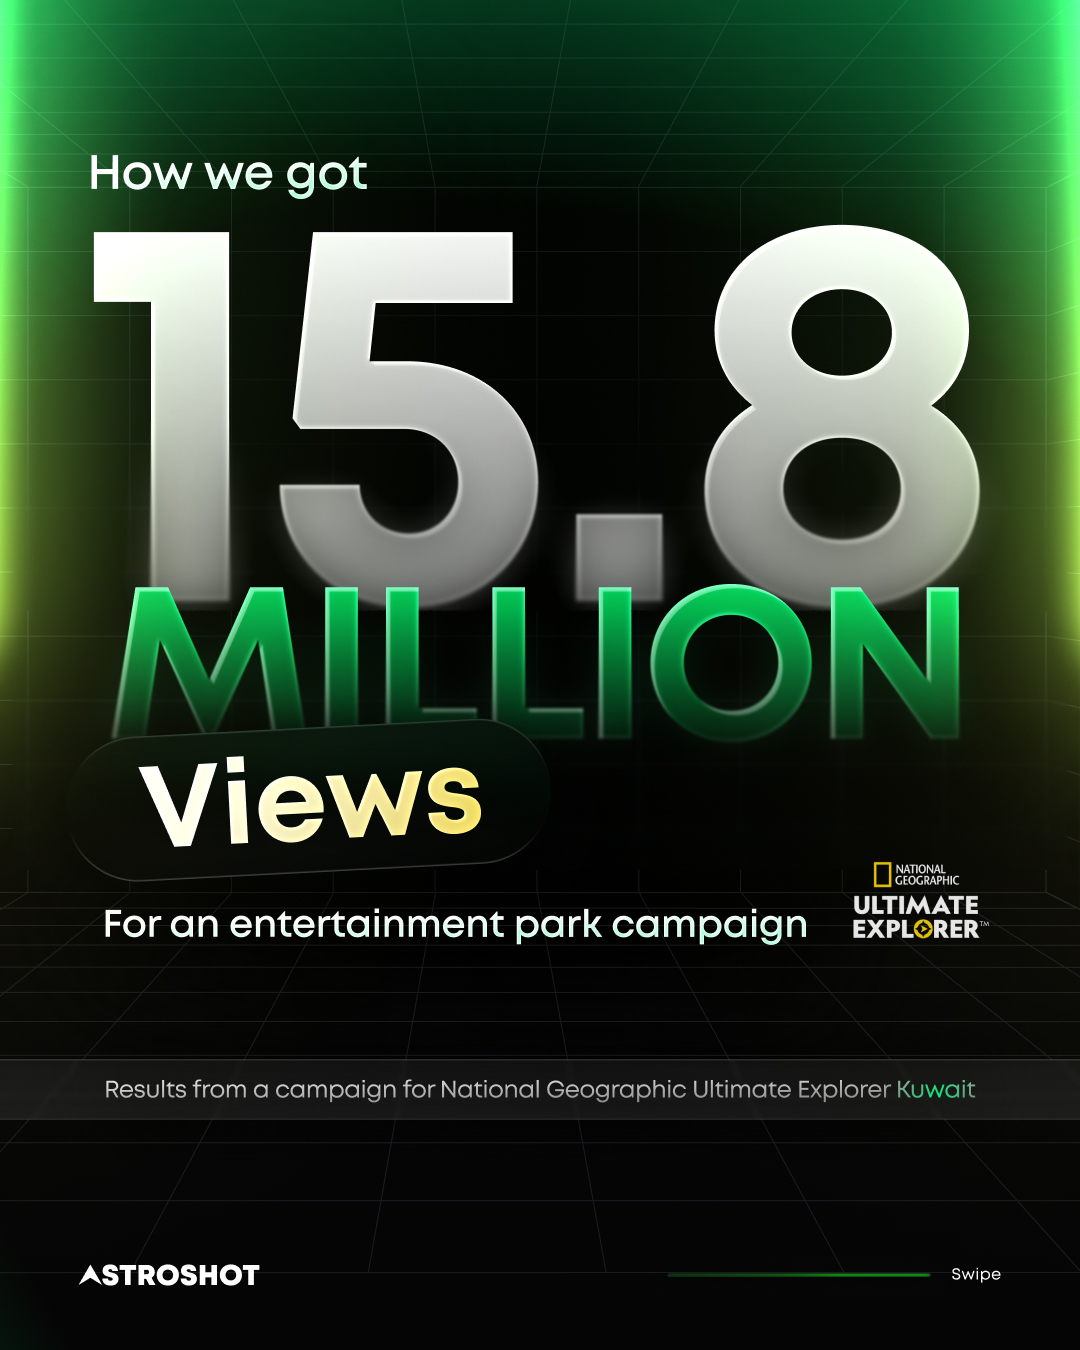 How we got
15.8
MILLION
Views
For an entertainment park campaign
NATIONAL
GEOGRAPHIC
ULTIMATE
EXPLORER™
Results from a campaign for National Geographic Ultimate Explorer Kuwait
ASTROSHOT
Swipe